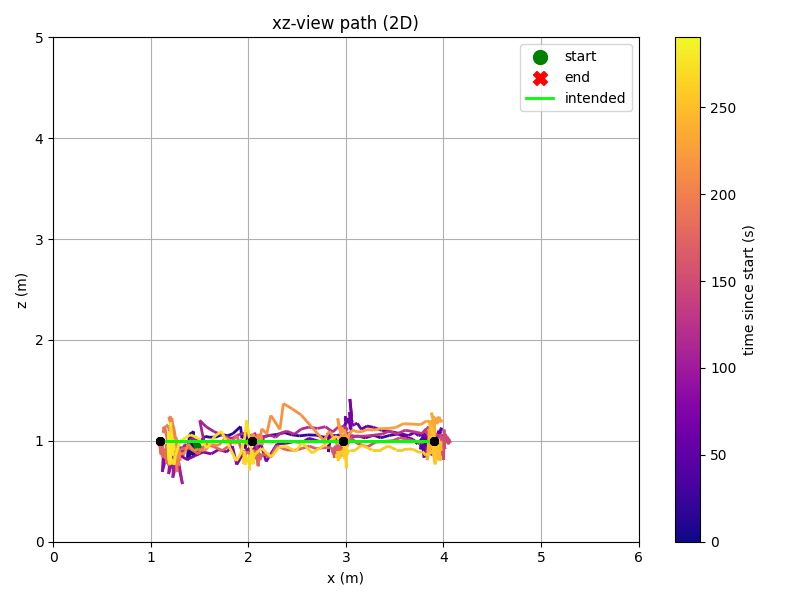 xz-view path (2D)
start
end
intended
z (m)
5
4
3
2
1
0
0 1 2 3 4 5 6
x (m)
250
200
150
100
50
0
time since start (s)